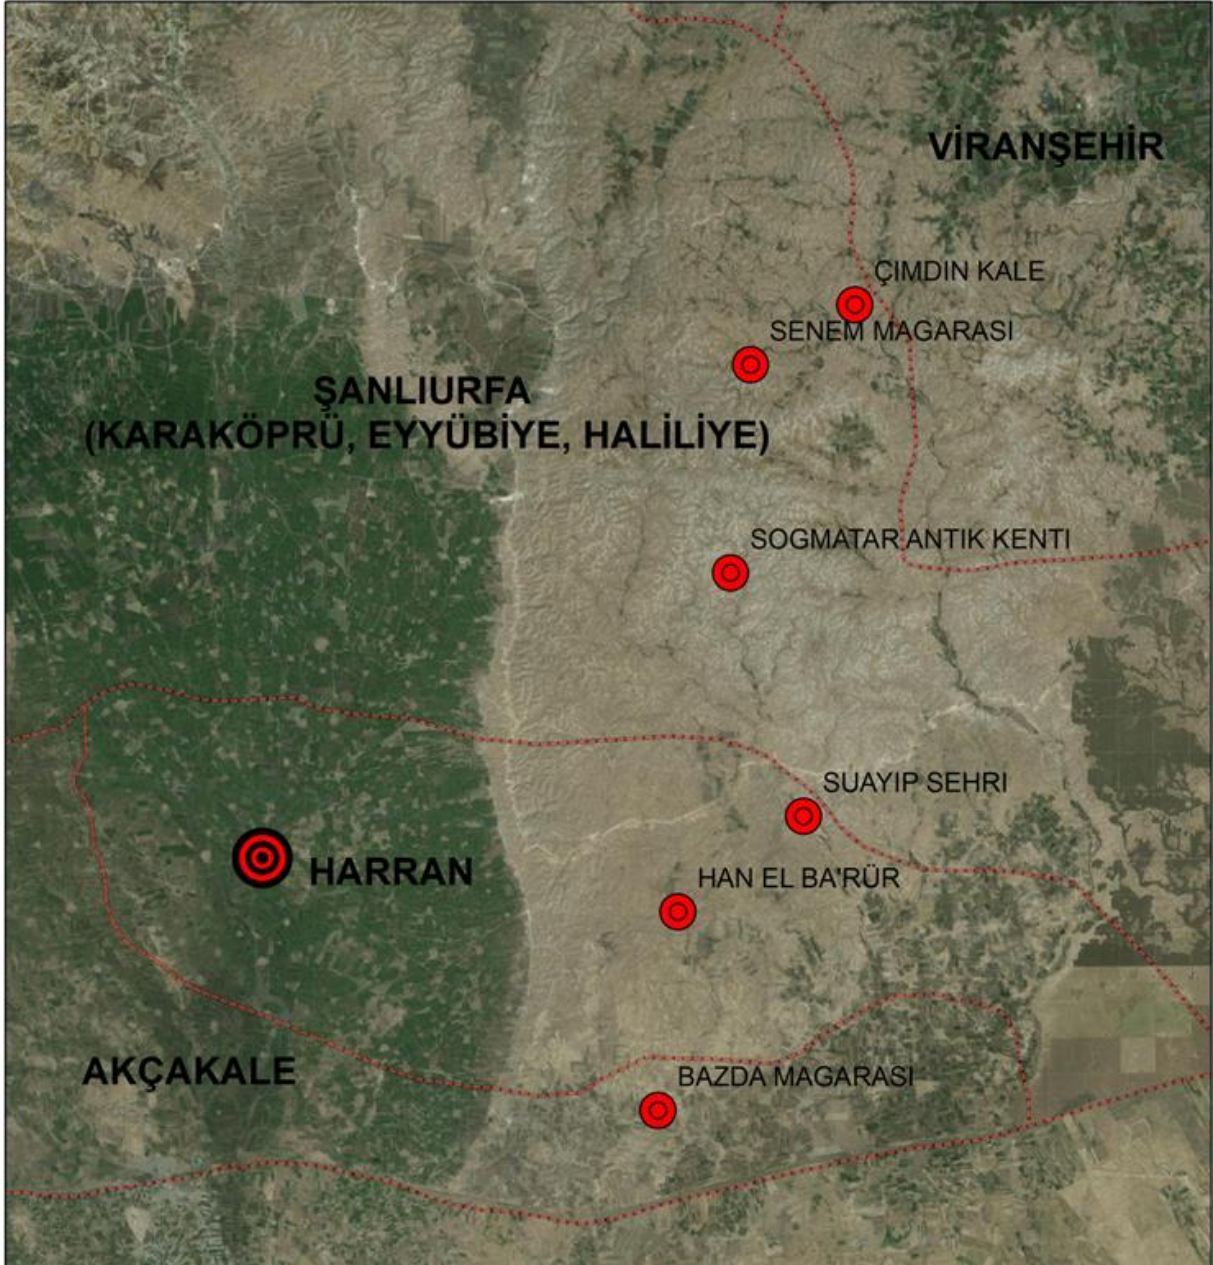 VİRANŞEHİR
ÇIMDIN KALE
SENEM MAGARASI
ŞANLIURFA
(KARAKÖPRÜ, EYYÜBİYE, HALİLİYE)
SOGMATAR ANTIK KENTI
SUAYIP SEHRI
HARRAN
HAN EL BA'RÜR
AKÇAKALE
BAZDA MAGARASI